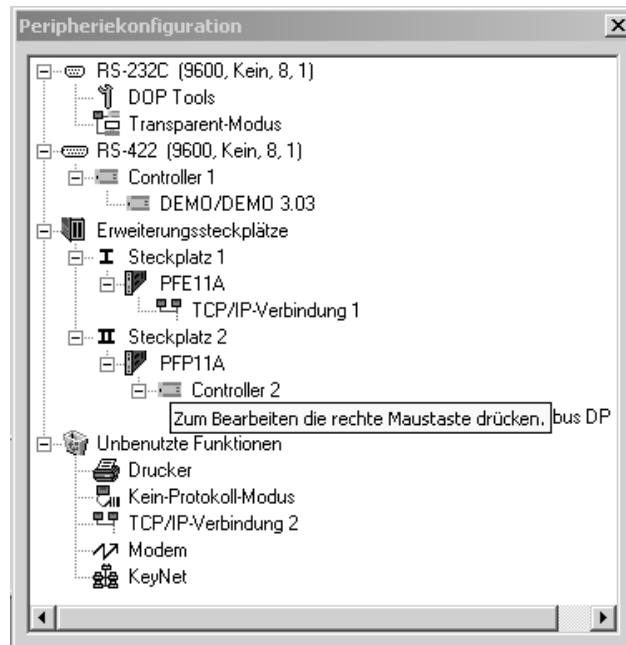 Peripheriekonfiguration
RS-232C (9600, Kein, 8, 1)
DOP Tools
Transparent-Modus
RS-422 (9600, Kein, 8, 1)
Controller 1
DEMO/DEMO 3.03
Erweiterungssteckplätze
I Steckplatz 1
PFE11A
TCP/IP-Verbindung 1
II Steckplatz 2
PFP11A
Controller 2
Zum Bearbeiten die rechte Maustaste drücken. bus DP
Unbenutzte Funktionen
Drucker
Kein-Protokoll-Modus
TCP/IP-Verbindung 2
Modem
KeyNet